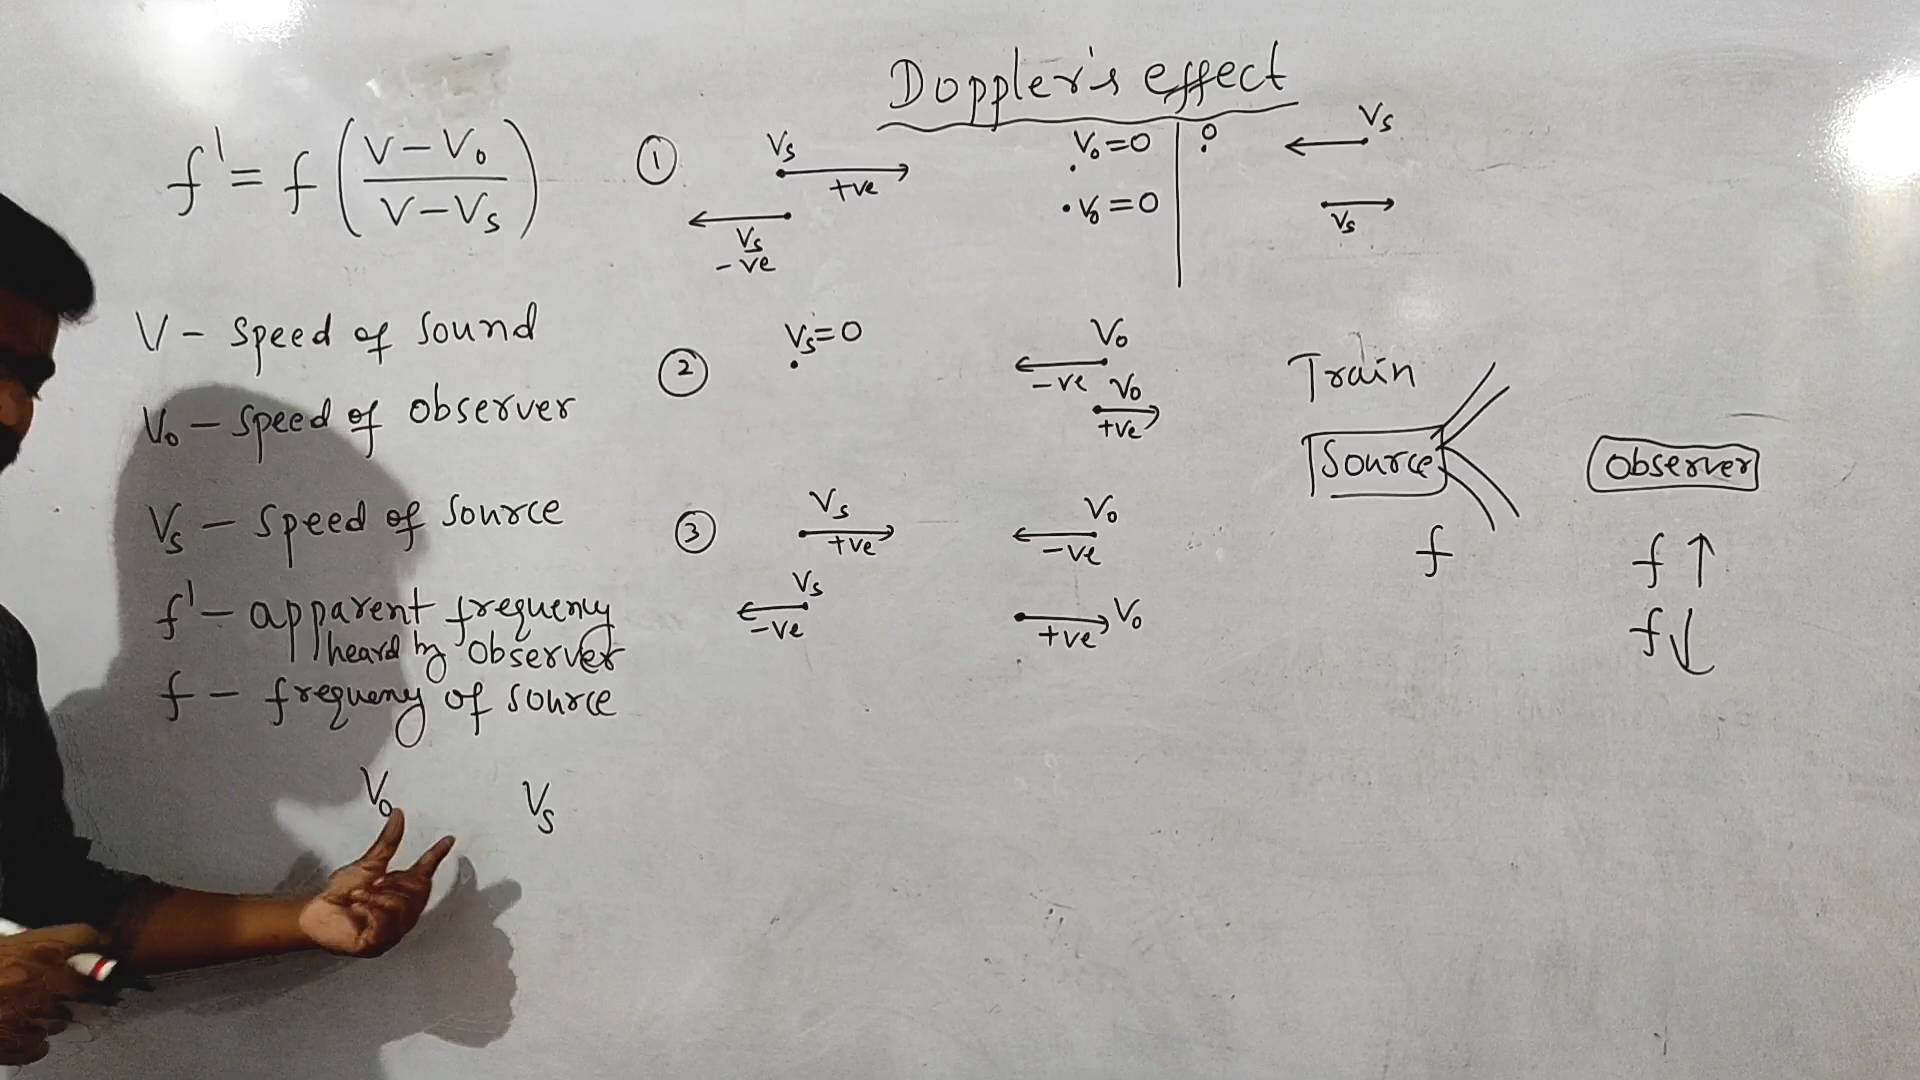 Doppler's effect
f' = f (V - V₀ / V - Vₛ)
V - Speed of Sound
V₀ - Speed of observer
Vₛ - Speed of Source
f' - apparent frequency
heard by observer
f - frequency of source
V₀ Vₛ
① Vₛ +ve V₀=0
Vₛ -ve V₀=0
o Vₛ
Vₛ
② Vₛ=0 V₀ -ve
V₀ +ve
③ Vₛ +ve V₀ -ve
Vₛ -ve +ve V₀
Train
Source Observer
f f↑
f↓